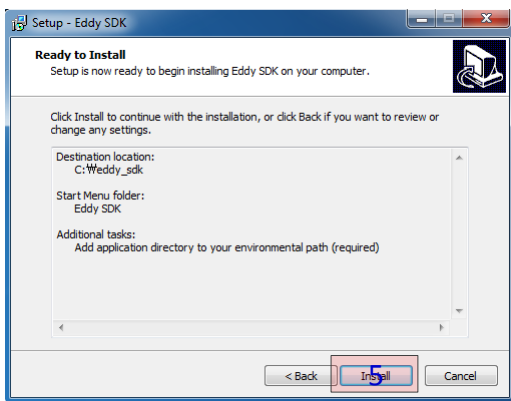 Setup - Eddy SDK
Ready to Install
Setup is now ready to begin installing Eddy SDK on your computer.
Click Install to continue with the installation, or click Back if you want to review or
change any settings.
Destination location:
C:₩eddy_sdk
Start Menu folder:
Eddy SDK
Additional tasks:
Add application directory to your environmental path (required)
< Back Install Cancel
5